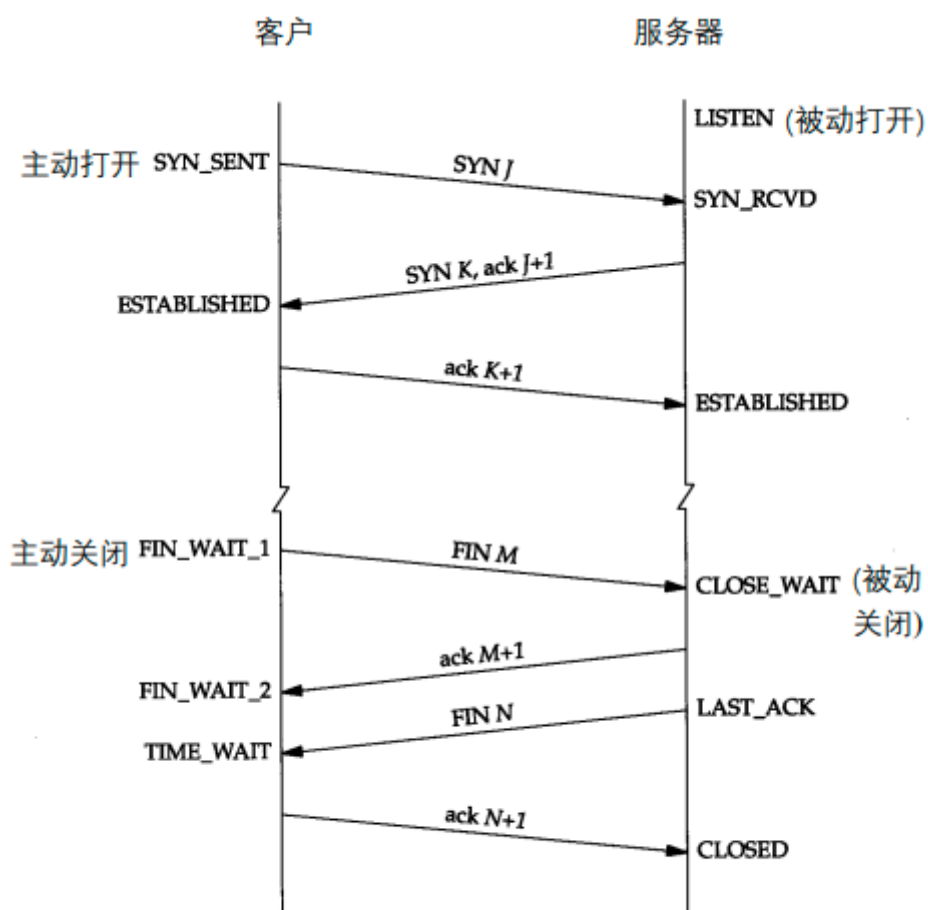 客户 服务器
LISTEN (被动打开)
主动打开 SYN_SENT
SYN J
SYN_RCVD
SYN K, ack J+1
ESTABLISHED
ack K+1
ESTABLISHED
主动关闭 FIN_WAIT_1
FIN M
CLOSE_WAIT (被动
关闭)
ack M+1
FIN_WAIT_2
FIN N
LAST_ACK
TIME_WAIT
ack N+1
CLOSED